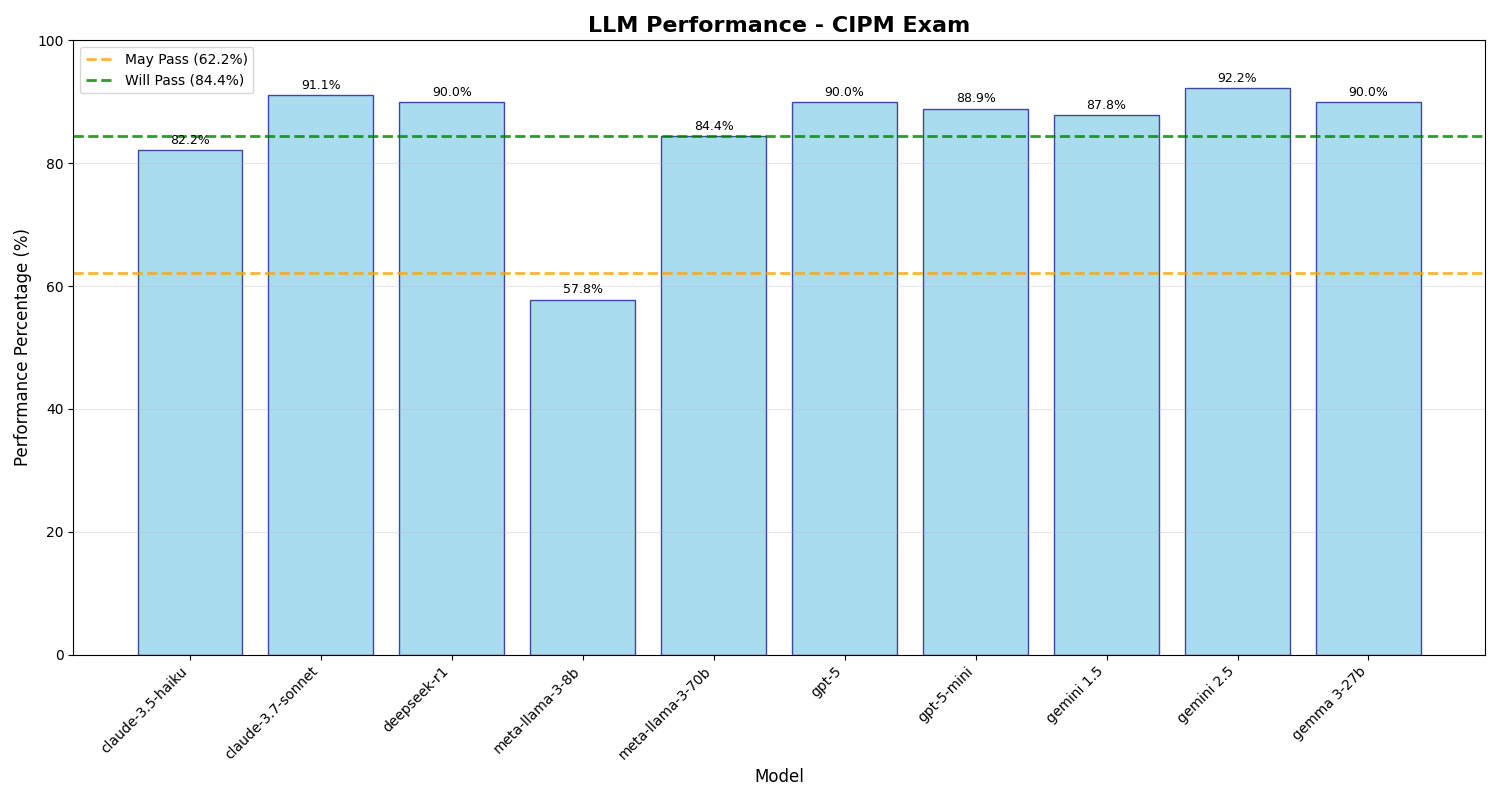 LLM Performance - CIPM Exam
May Pass (62.2%)
Will Pass (84.4%)
Performance Percentage (%)
100
80
60
40
20
0
82.2%
91.1%
90.0%
57.8%
84.4%
90.0%
88.9%
87.8%
92.2%
90.0%
claude-3.5-haiku
claude-3.7-sonnet
deepseek-r1
meta-llama-3-8b
meta-llama-3-70b
gpt-5
gpt-5-mini
gemini 1.5
gemini 2.5
gemma 3-27b
Model